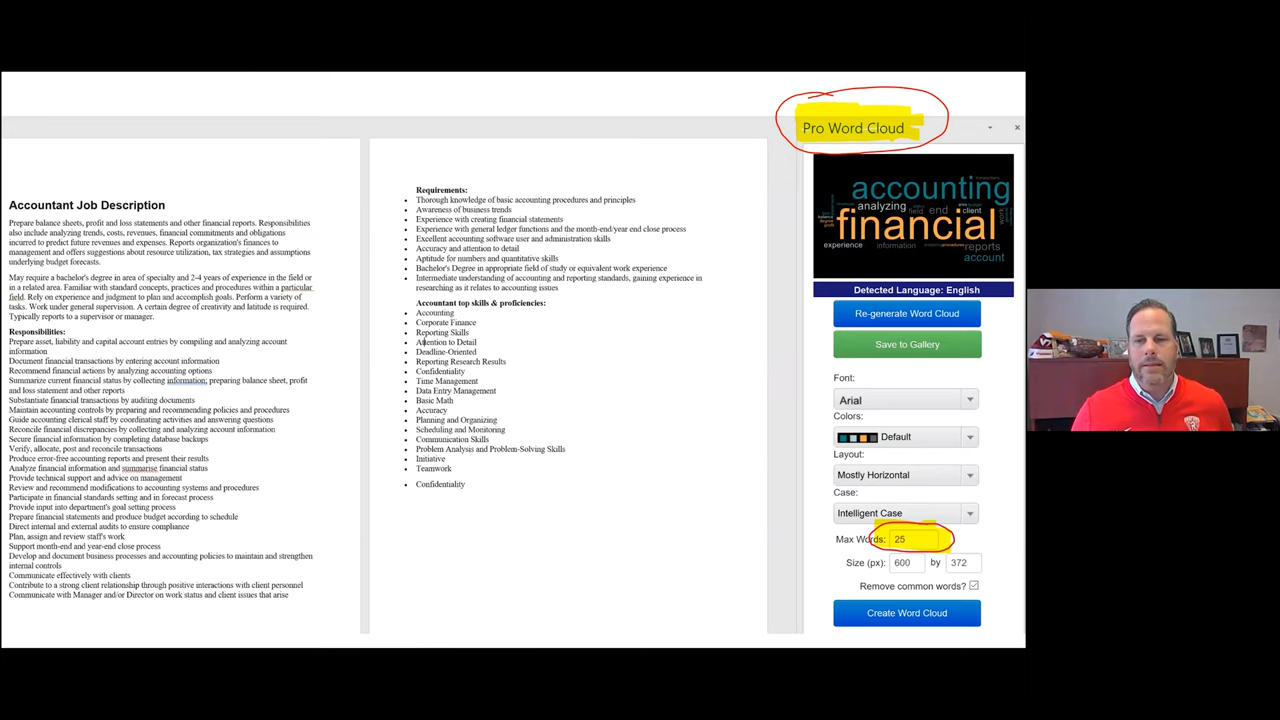 Pro Word Cloud
Accountant Job Description
Prepare balance sheets, profit and loss statements and other financial reports. Responsibilities
also include analyzing trends, costs, revenues, financial commitments and obligations
incurred to predict future revenues and expenses. Reports organization's finances to
management and offers suggestions about resource utilization, tax strategies and assumptions
underlying budget forecasts.
May require a bachelor's degree in area of specialty and 2-4 years of experience in the field or
in a related area. Familiar with standard concepts, practices and procedures within a particular
field. Rely on experience and judgment to plan and accomplish goals. Perform a variety of
tasks. Work under general supervision. A certain degree of creativity and latitude is required.
Typically reports to a supervisor or manager.
Responsibilities:
Prepare asset, liability and capital account entries by compiling and analyzing account
information
Document financial transactions by entering account information
Recommend financial actions by analyzing accounting options
Summarize current financial status by collecting information; preparing balance sheet, profit
and loss statement and other reports
Substantiate financial transactions by auditing documents
Maintain accounting controls by preparing and recommending policies and procedures
Guide accounting clerical staff by coordinating activities and answering questions
Reconcile financial discrepancies by collecting and analyzing account information
Secure financial information by completing database backups
Verify, allocate, post and reconcile transactions
Produce error-free accounting reports and present their results
Analyze financial information and summarise financial status
Provide technical support and advice on management
Review and recommend modifications to accounting systems and procedures
Participate in financial standards setting and in forecast process
Provide input into department's goal setting process
Prepare financial statements and produce budget according to schedule
Direct internal and external audits to ensure compliance
Plan, assign and review staff's work
Support month-end and year-end close process
Develop and document business processes and accounting policies to maintain and strengthen
internal controls
Communicate effectively with clients
Contribute to a strong client relationship through positive interactions with client personnel
Communicate with Manager and/or Director on work status and client issues that arise
Requirements:
• Thorough knowledge of basic accounting procedures and principles
• Awareness of business trends
• Experience with creating financial statements
• Experience with general ledger functions and the month-end/year end close process
• Excellent accounting software user and administration skills
• Accuracy and attention to detail
• Aptitude for numbers and quantitative skills
• Bachelor's Degree in appropriate field of study or equivalent work experience
• Intermediate understanding of accounting and reporting standards, gaining experience in
researching as it relates to accounting issues
Accountant top skills & proficiencies:
• Accounting
• Corporate Finance
• Reporting Skills
• Attention to Detail
• Deadline-Oriented
• Reporting Research Results
• Confidentiality
• Time Management
• Data Entry Management
• Basic Math
• Accuracy
• Planning and Organizing
• Scheduling and Monitoring
• Communication Skills
• Problem Analysis and Problem-Solving Skills
• Initiative
• Teamwork
• Confidentiality
accounting
analyzing field end client
financial
work
experience information procedures reports
account
Detected Language: English
Re-generate Word Cloud
Save to Gallery
Font:
Arial
Colors:
Default
Layout:
Mostly Horizontal
Case:
Intelligent Case
Max Words: 25
Size (px): 600 by 372
Remove common words?
Create Word Cloud